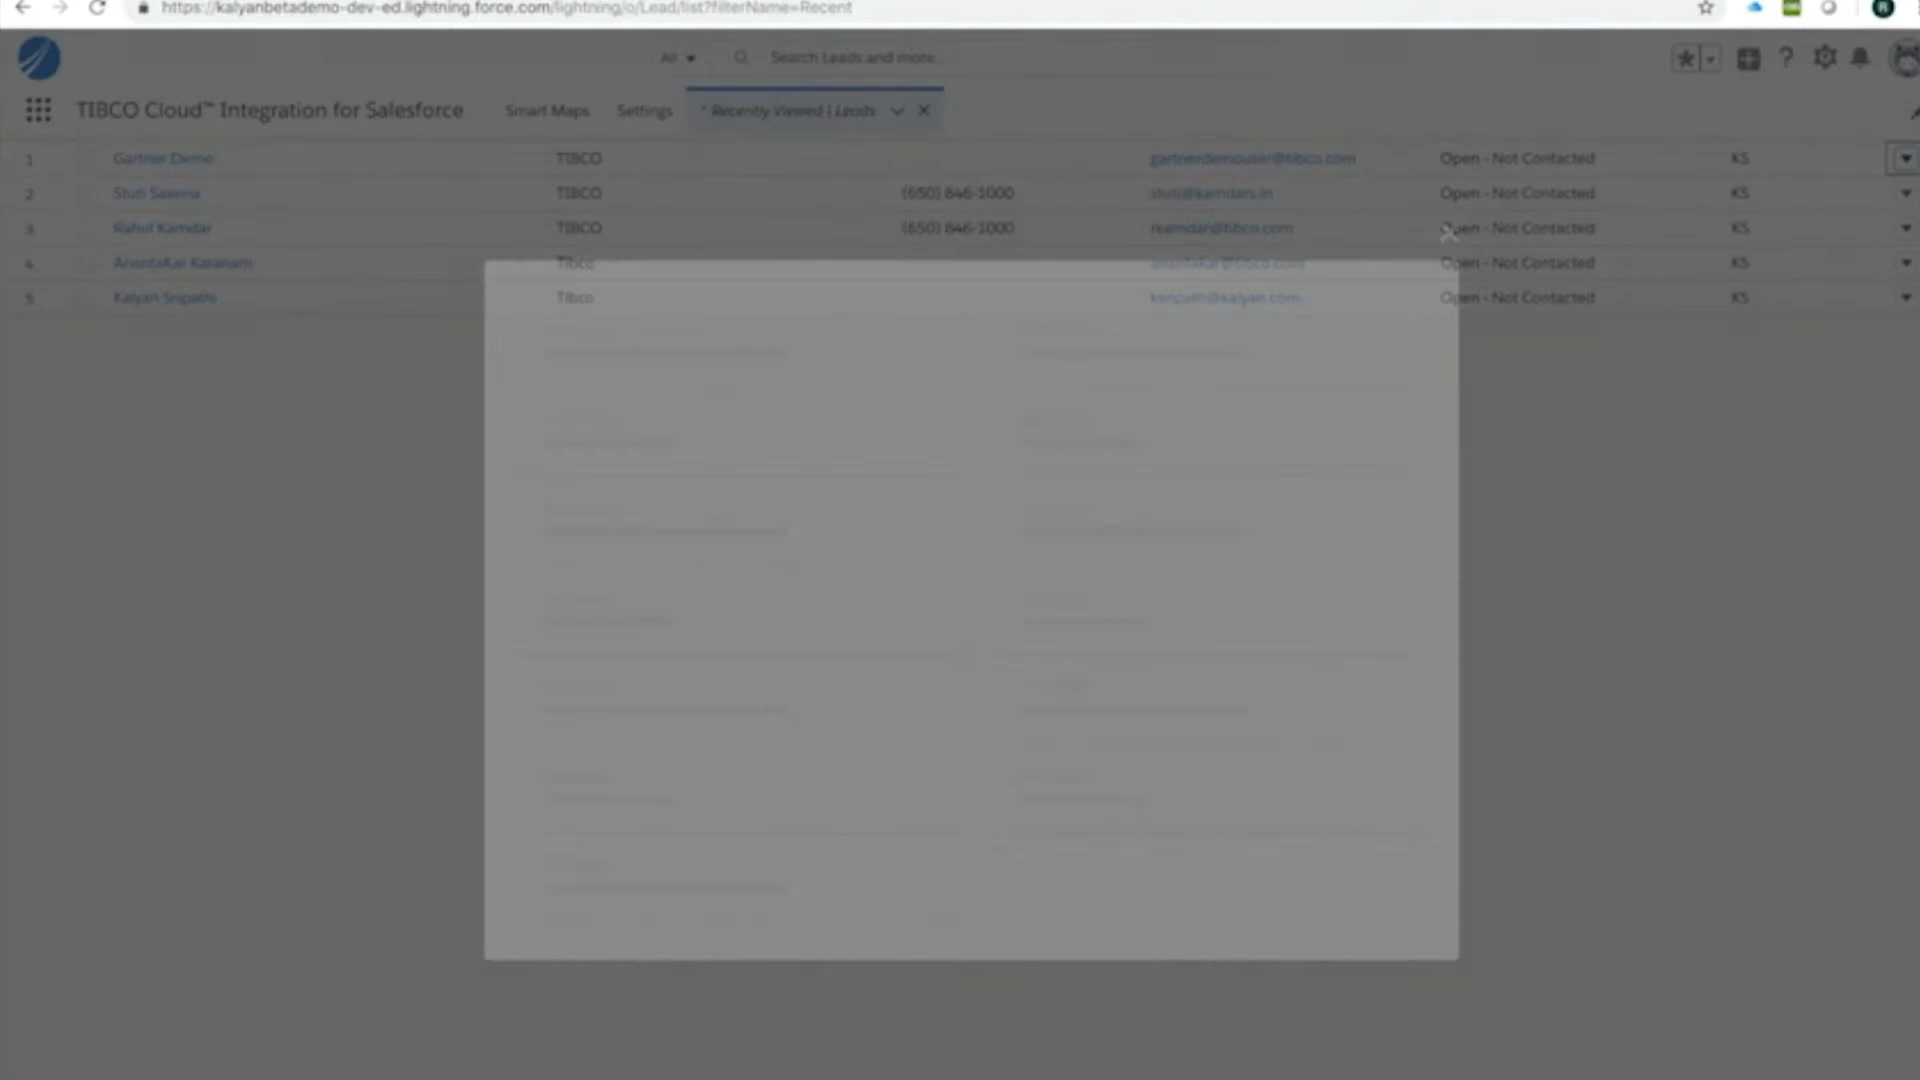 https://kalyanbetademo-dev-ed.lightning.force.com/lightning/o/Lead/list?filterName=Recent
All Search Leads and more
TIBCO Cloud™ Integration for Salesforce Smart Maps Settings * Recently Viewed | Leads
1 Gartner Demo TIBCO gartnerdemouser@tibco.com Open - Not Contacted KS
2 Stuti Saxena TIBCO (650) 846-1000 stuti@kamdars.in Open - Not Contacted KS
3 Rahul Kamdar TIBCO (650) 846-1000 rkamdar@tibco.com Open - Not Contacted KS
4 AnantaKar Karanam Tibco Open - Not Contacted KS
5 Kalyan Sripathi Tibco ksripath@kalyan.com Open - Not Contacted KS